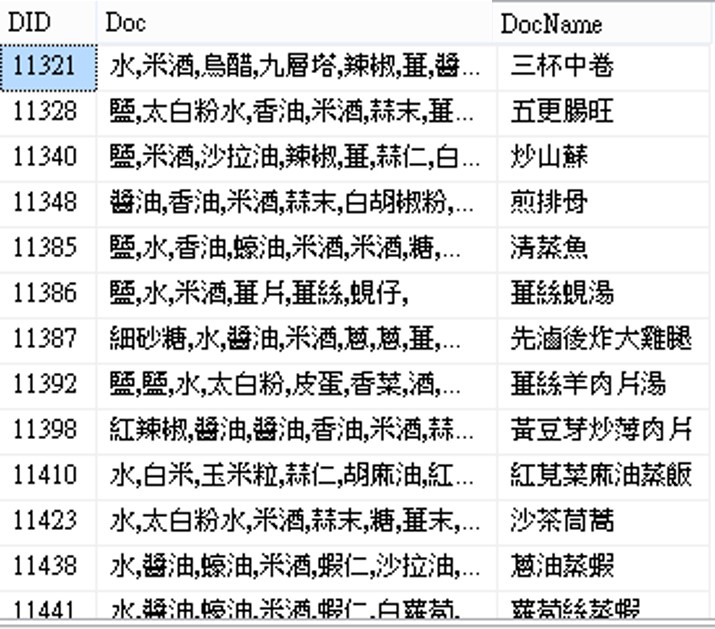 DID Doc DocName
11321 水,米酒,烏醋,九層塔,辣椒,薑,醬... 三杯中卷
11328 鹽,太白粉水,香油,米酒,蒜末,薑... 五更腸旺
11340 鹽,米酒,沙拉油,辣椒,薑,蒜仁,白... 炒山蘇
11348 醬油,香油,米酒,蒜末,白胡椒粉,... 煎排骨
11385 鹽,水,香油,蠔油,米酒,米酒,糖,... 清蒸魚
11386 鹽,水,米酒,薑片,薑絲,蜆仔, 薑絲蜆湯
11387 細砂糖,水,醬油,米酒,蔥,蔥,薑,... 先滷後炸大雞腿
11392 鹽,鹽,水,太白粉,皮蛋,香菜,酒,... 薑絲羊肉片湯
11398 紅辣椒,醬油,醬油,香油,米酒,蒜... 黃豆芽炒薄肉片
11410 水,白米,玉米粒,蒜仁,胡麻油,紅... 紅莧菜麻油蒸飯
11423 水,太白粉水,米酒,蒜末,糖,薑末,... 沙茶茼蒿
11438 水,醬油,蠔油,米酒,蝦仁,沙拉油,... 蔥油蒸蝦
11441 水,醬油,蠔油,米酒,蝦仁,白蘿蔔, 蘿蔔絲蒸蝦